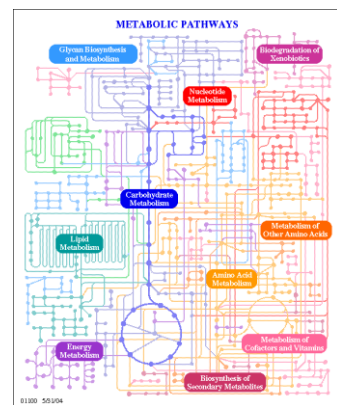 METABOLIC PATHWAYS
Glycan Biosynthesis
and Metabolism
Biodegradation of
Xenobiotics
Nucleotide
Metabolism
Carbohydrate
Metabolism
Metabolism of
Other Amino Acids
Lipid
Metabolism
Amino Acid
Metabolism
Energy
Metabolism
Metabolism of
Cofactors and Vitamins
Biosynthesis of
Secondary Metabolites
01100 5/31/04